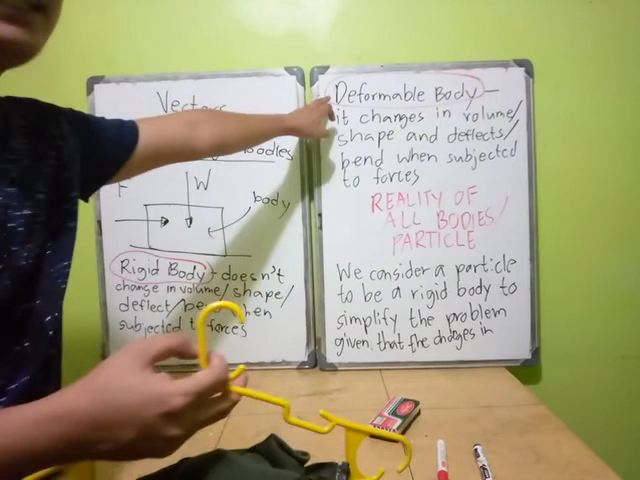 Vectors
bodies
F
W
body
Rigid Body - doesn't
change in volume/shape/
deflect/
subjected forces
Deformable Body -
it changes in volume/
shape and deflects/
bend when subjected
to forces
REALITY OF
ALL BODIES/
PARTICLE
We consider a particle
to be a rigid body to
simplify the problem
given that the changes in